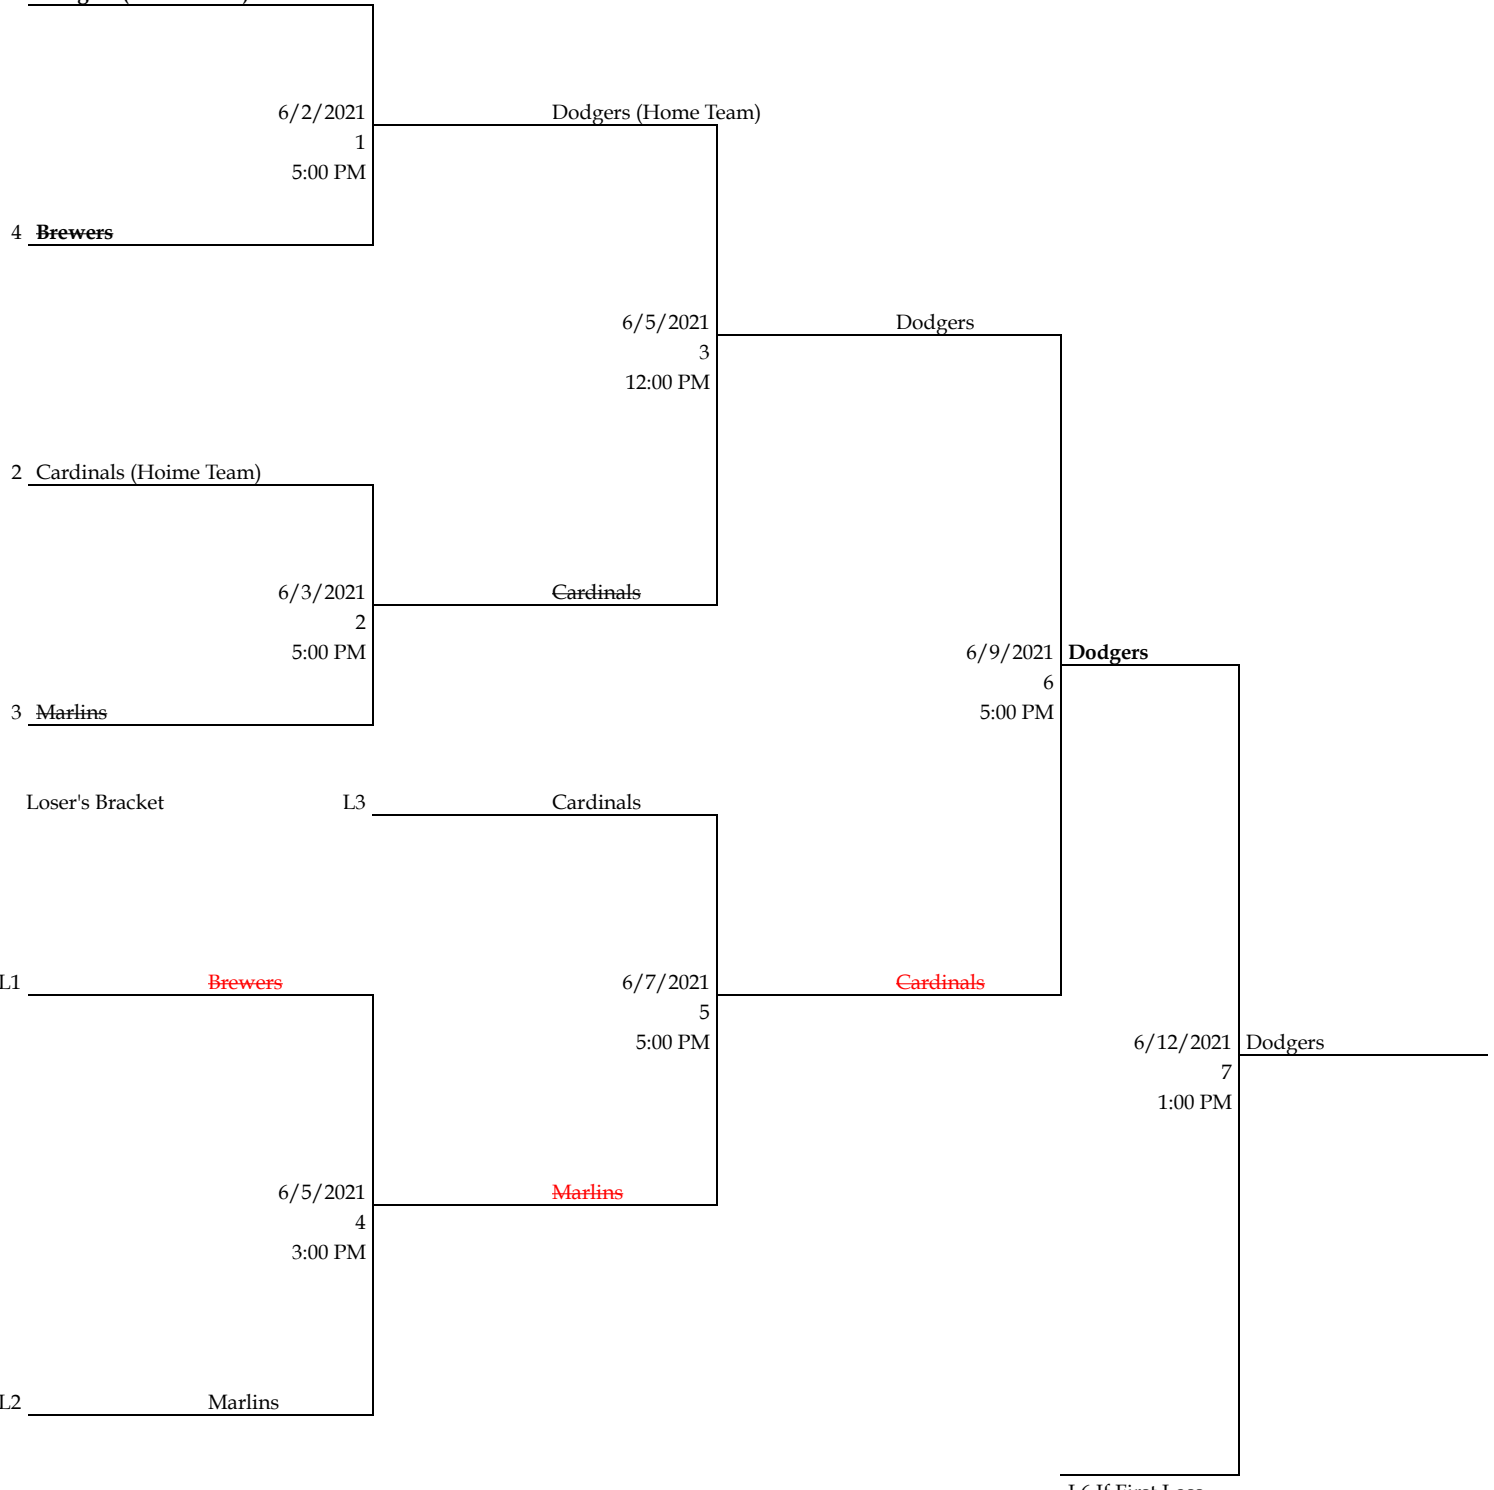 6/2/2021
Dodgers (Home Team)
1
5:00 PM
4 Brewers
6/5/2021
Dodgers
3
12:00 PM
2 Cardinals (Hoime Team)
6/3/2021
Cardinals
2
5:00 PM
6/9/2021
Dodgers
6
5:00 PM
3 Marlins
Loser's Bracket
L3
Cardinals
L1
Brewers
6/7/2021
Cardinals
5
5:00 PM
6/12/2021
Dodgers
7
1:00 PM
6/5/2021
Marlins
4
3:00 PM
L2
Marlins